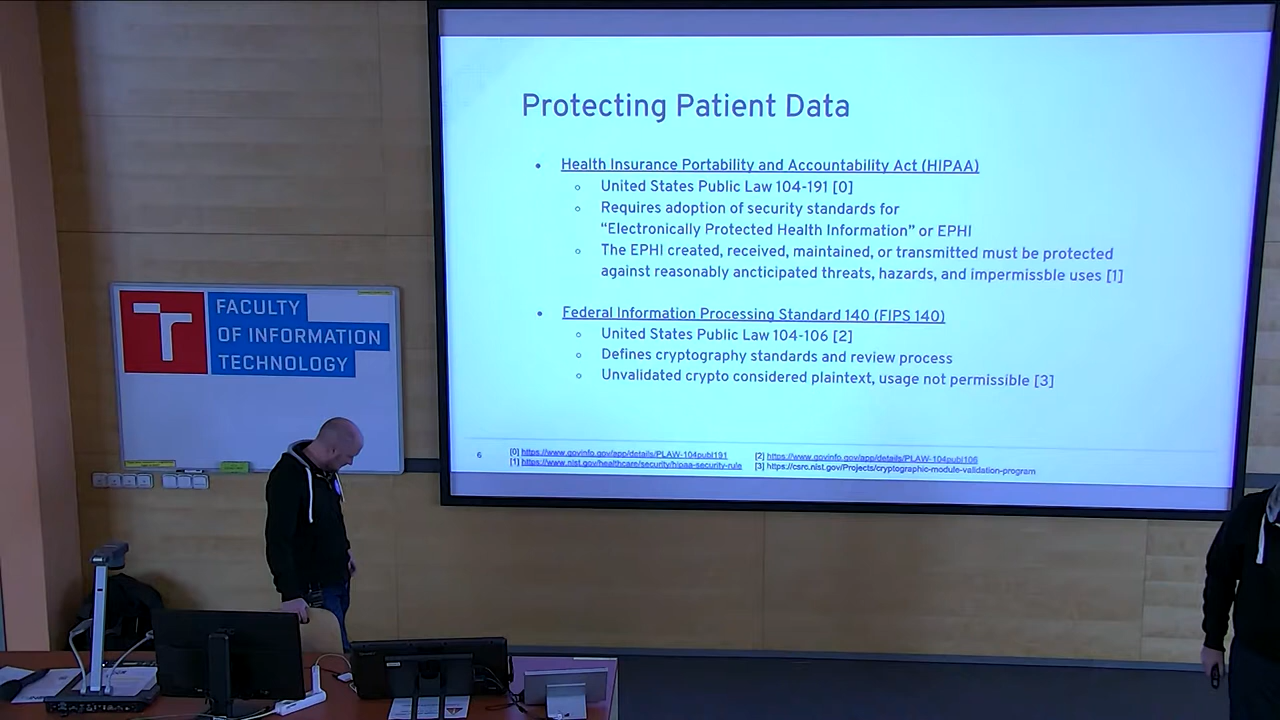 Protecting Patient Data
• Health Insurance Portability and Accountability Act (HIPAA)
○ United States Public Law 104-191 [0]
○ Requires adoption of security standards for
“Electronically Protected Health Information” or EPHI
○ The EPHI created, received, maintained, or transmitted must be protected
against reasonably ancticipated threats, hazards, and impermissble uses [1]
• Federal Information Processing Standard 140 (FIPS 140)
○ United States Public Law 104-106 [2]
○ Defines cryptography standards and review process
○ Unvalidated crypto considered plaintext, usage not permissible [3]
6
[0] https://www.govinfo.gov/app/details/PLAW-104publ191
[1] https://www.nist.gov/healthcare/security/hipaa-security-rule
[2] https://www.govinfo.gov/app/details/PLAW-104publ106
[3] https://csrc.nist.gov/Projects/cryptographic-module-validation-program
T
FACULTY
OF INFORMATION
TECHNOLOGY